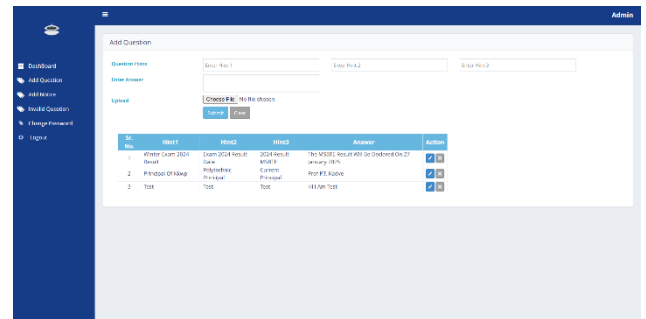 Admin
Add Question
DashBoard
Add Question
Add Notice
Invalid Question
Change Password
Logout
Question Hints
Enter Hint 1
Enter Hint 2
Enter Hint 3
Enter Answer
Upload
Choose File No file chosen
Submit Clear
Sr. No. Hint1 Hint2 Hint3 Answer Action
1 Winter Exam 2024 Result Exam 2024 Result Date 2024 Result MSBTE The MSBTE Result Will Be Declared On 27 January 2025
2 Principal Of Polytechnic Principal Current Principal Prof P.T.
3 Test Test Test Hi I Am Test